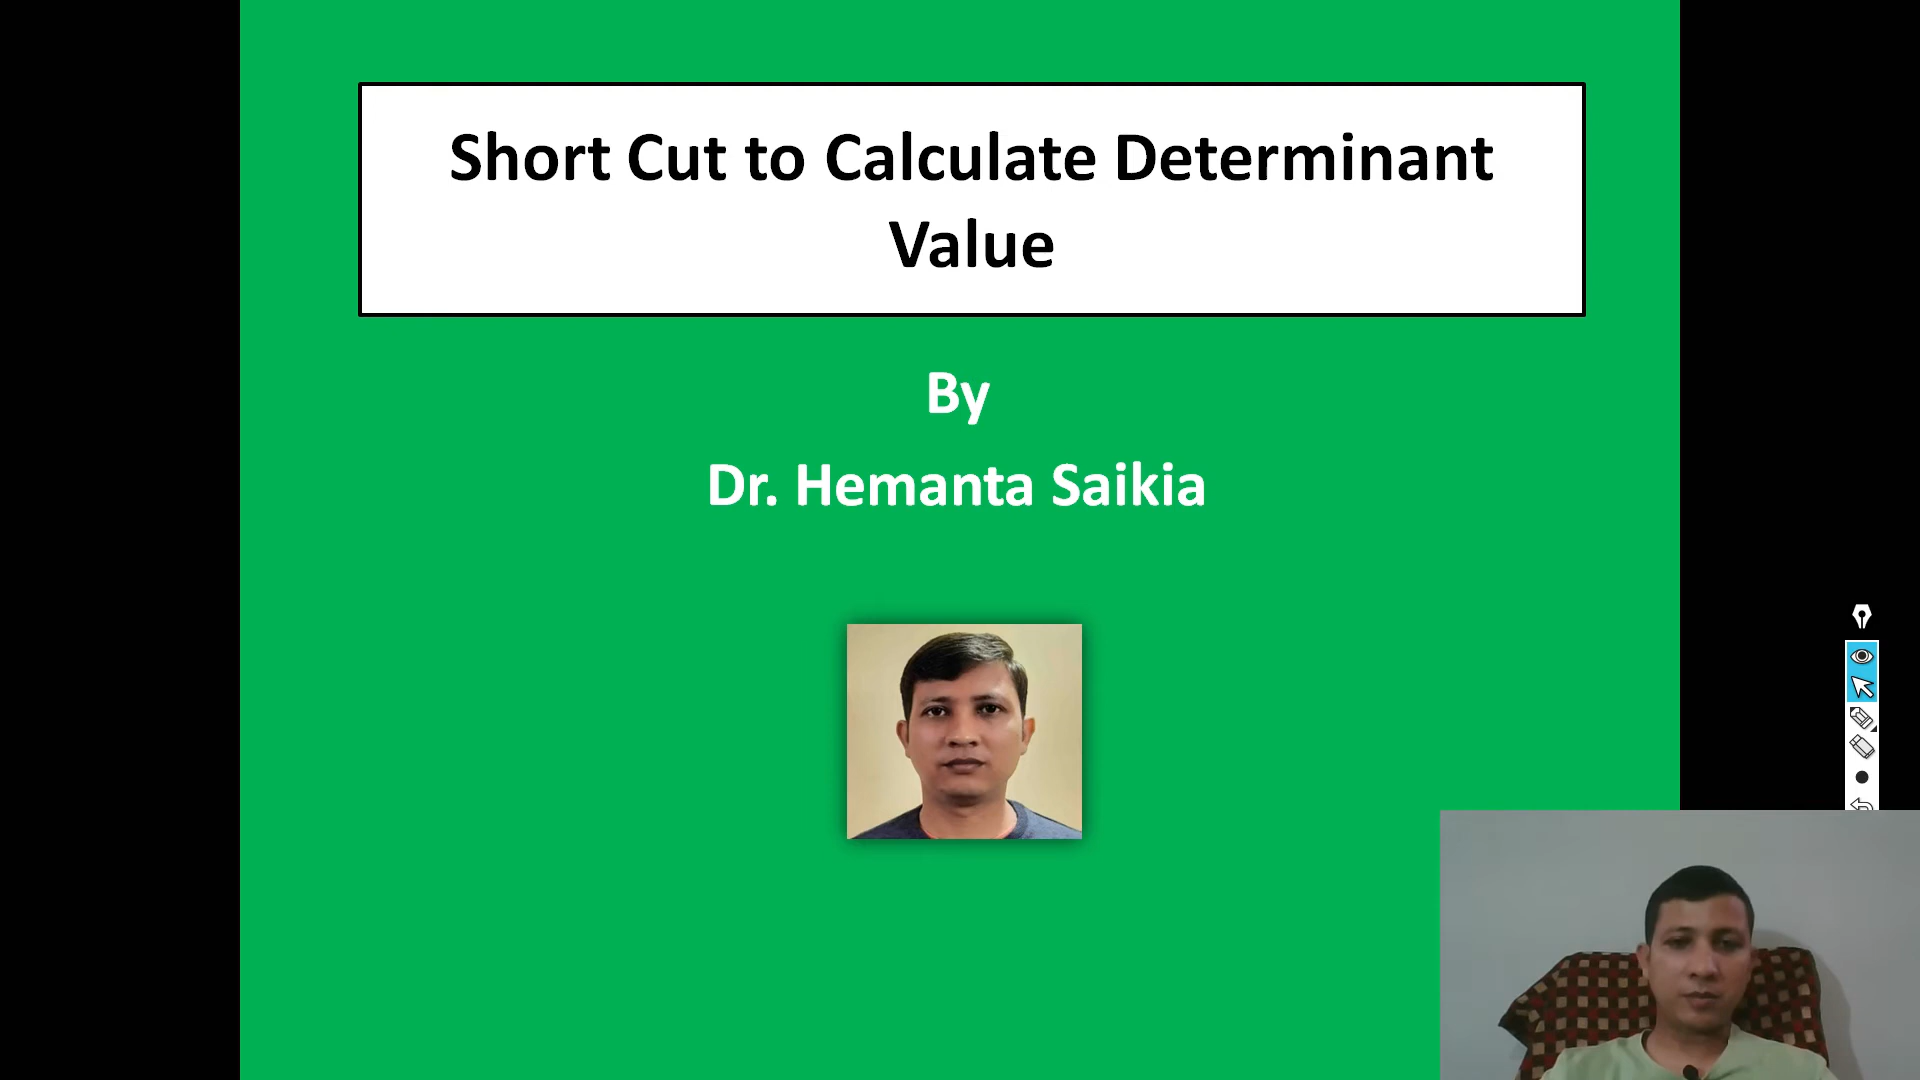 Short Cut to Calculate Determinant
Value
By
Dr. Hemanta Saikia